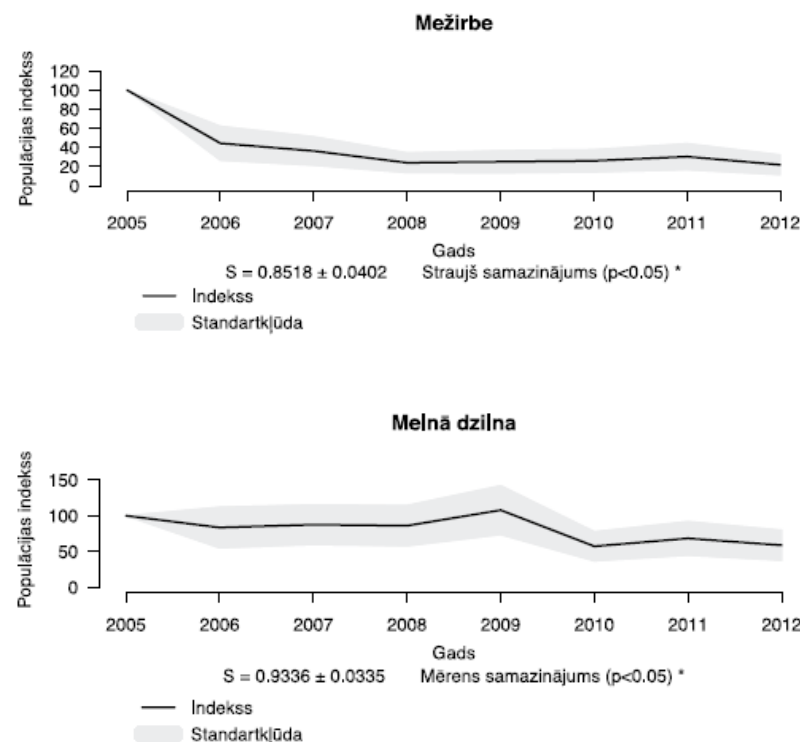 Mežirbe
Populācijas indekss
120
100
80
60
40
20
0
2005 2006 2007 2008 2009 2010 2011 2012
Gads
S = 0.8518 ± 0.0402 Straujš samazinājums (p<0.05) *
Indekss
Standartkļūda
Melnā dzilna
Populācijas indekss
150
100
50
0
2005 2006 2007 2008 2009 2010 2011 2012
Gads
S = 0.9336 ± 0.0335 Mērens samazinājums (p<0.05) *
Indekss
Standartkļūda